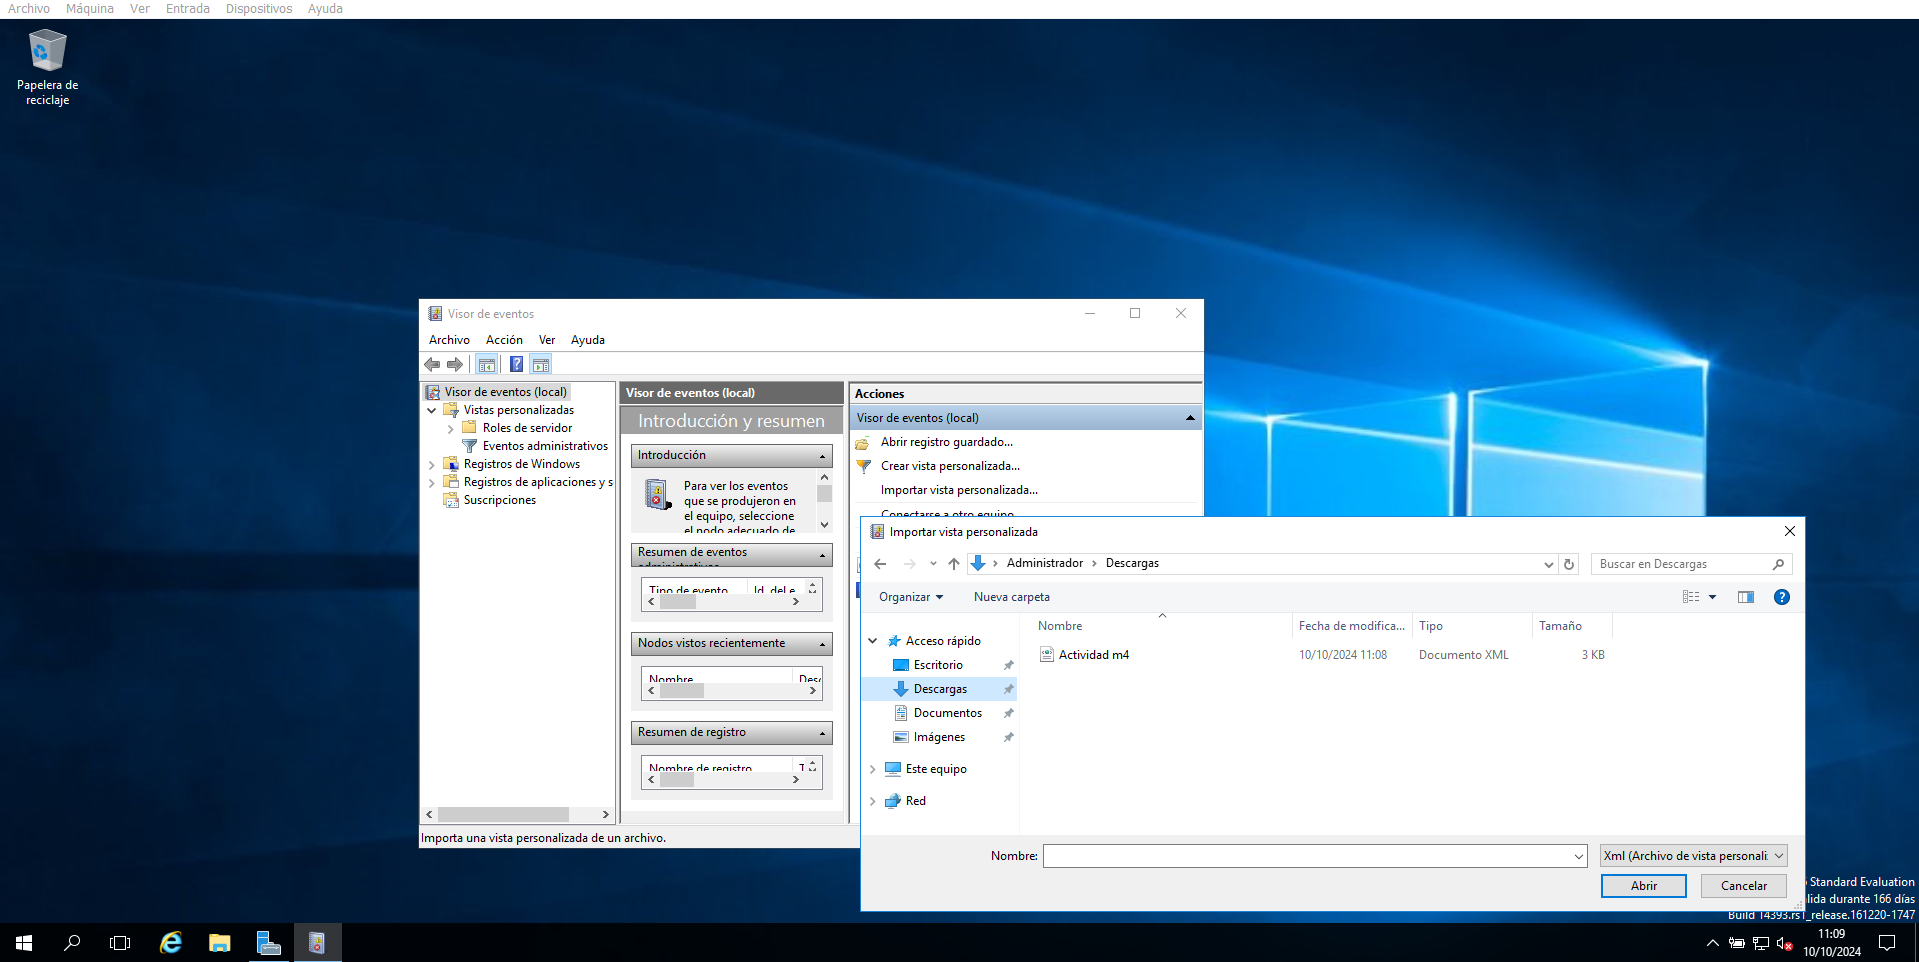 Archivo Máquina Ver Entrada Dispositivos Ayuda
Papelera de
reciclaje
Visor de eventos
Archivo Acción Ver Ayuda
Visor de eventos (local)
Vistas personalizadas
Roles de servidor
Eventos administrativos
Registros de Windows
Registros de aplicaciones y s
Suscripciones
Visor de eventos (local)
Introducción y resumen
Introducción
Para ver los eventos
que se produjeron en
el equipo, seleccione
el nodo adecuado de
Resumen de eventos
administrativos
Tipo de evento Id. del e
Nodos vistos recientemente
Nombre Desc
Resumen de registro
Nombre de registro T
Acciones
Visor de eventos (local)
Abrir registro guardado...
Crear vista personalizada...
Importar vista personalizada...
Conectarse a otro equipo
Importa una vista personalizada de un archivo.
Importar vista personalizada
Administrador Descargas
Buscar en Descargas
Organizar Nueva carpeta
Acceso rápido
Escritorio
Descargas
Documentos
Imágenes
Este equipo
Red
Nombre Fecha de modifica... Tipo Tamaño
Actividad m4 10/10/2024 11:08 Documento XML 3 KB
Nombre:
Xml (Archivo de vista personali:
Abrir Cancelar
Standard Evaluation
lida durante 166 días
Build 14393.rs1_release.161220-1747
11:09
10/10/2024